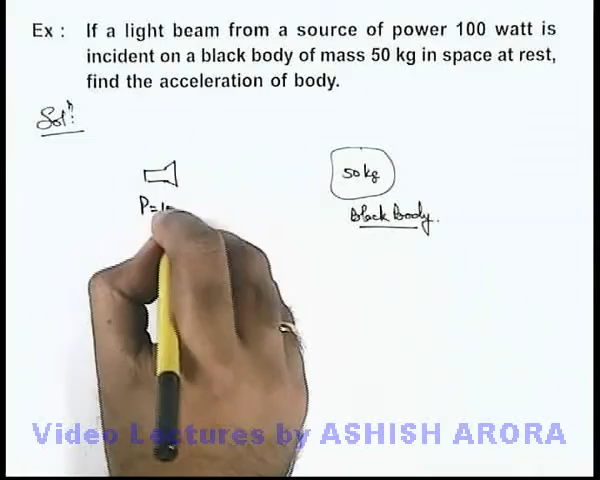 Ex : If a light beam from a source of power 100 watt is
incident on a black body of mass 50 kg in space at rest,
find the acceleration of body.
Solⁿ:
50 kg
P=1
Black Body.
Video Lectures by ASHISH ARORA